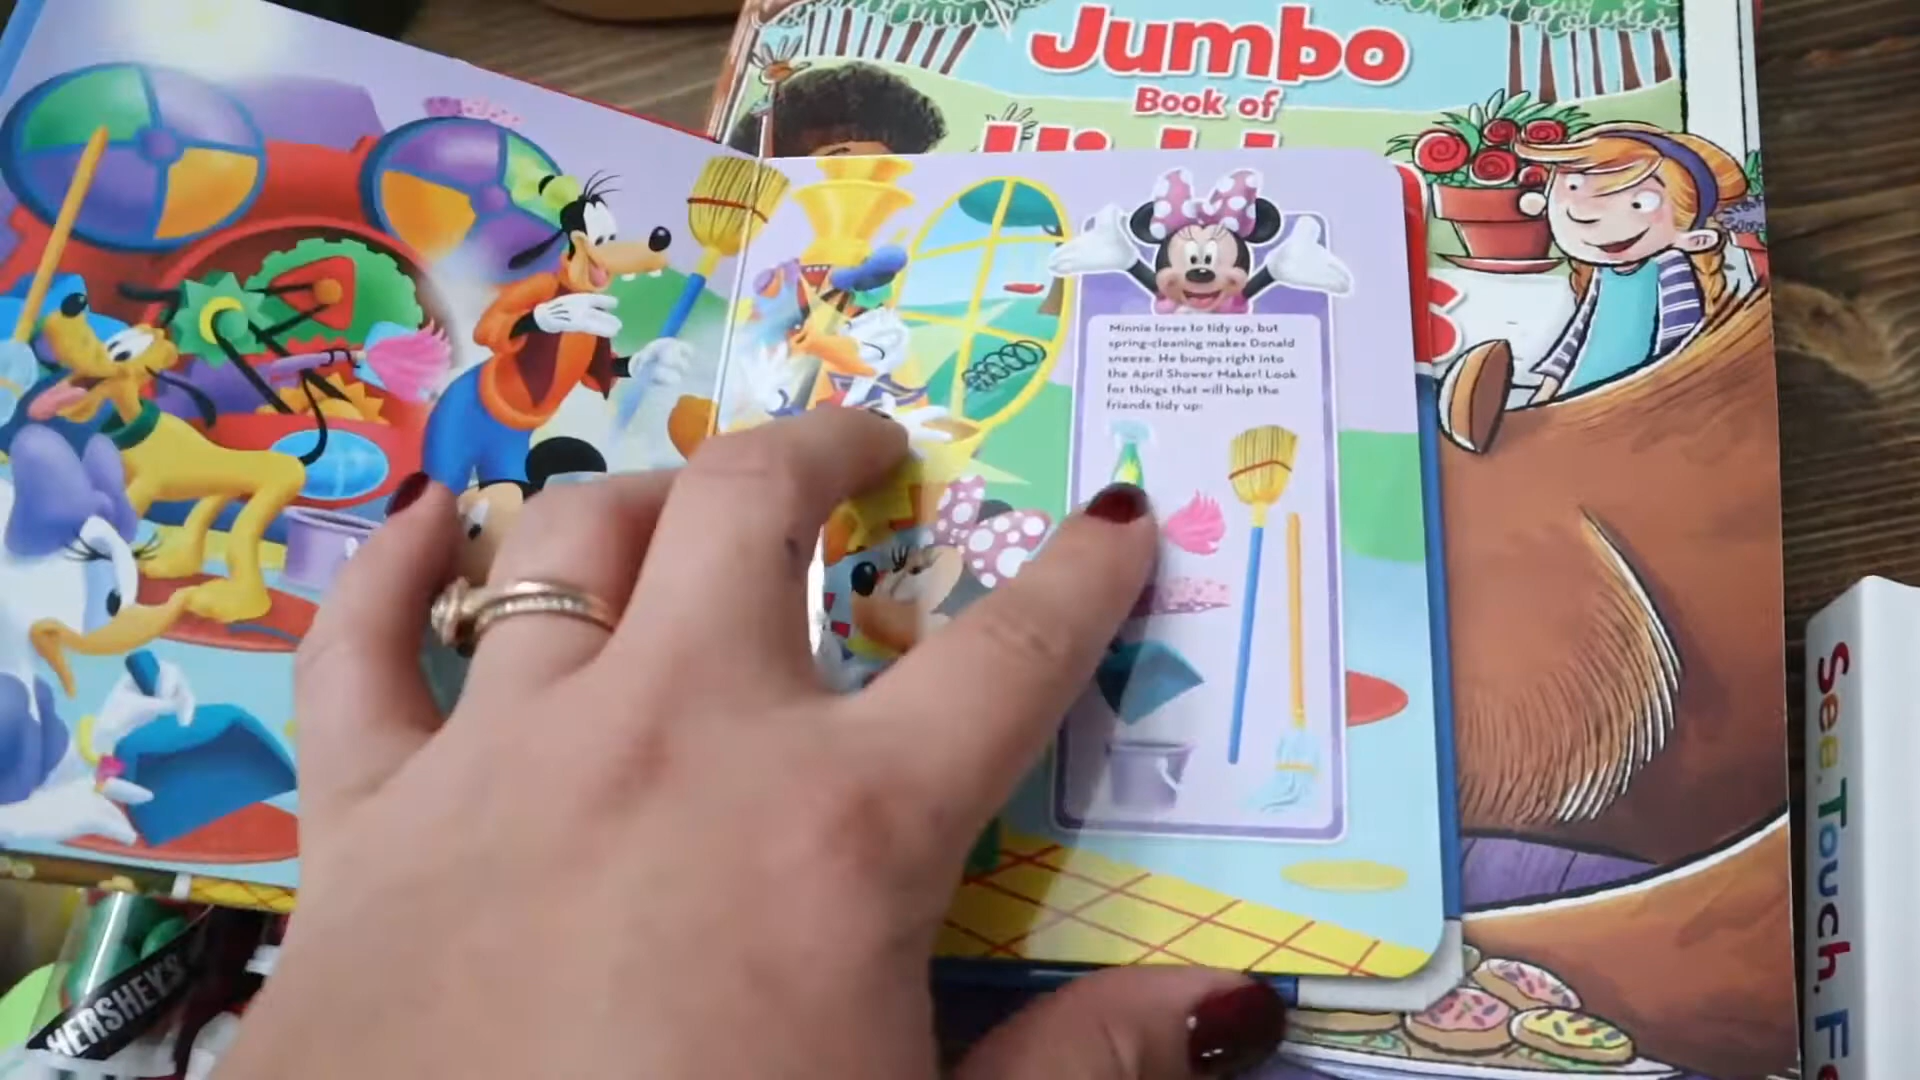 Jumbo
Book of
Minnie loves to tidy up, but
spring-cleaning makes Donald
sneeze. He bumps right into
the April Shower Maker! Look
for things that will help the
friends tidy up:
See. Touch.
HERSHEY'S